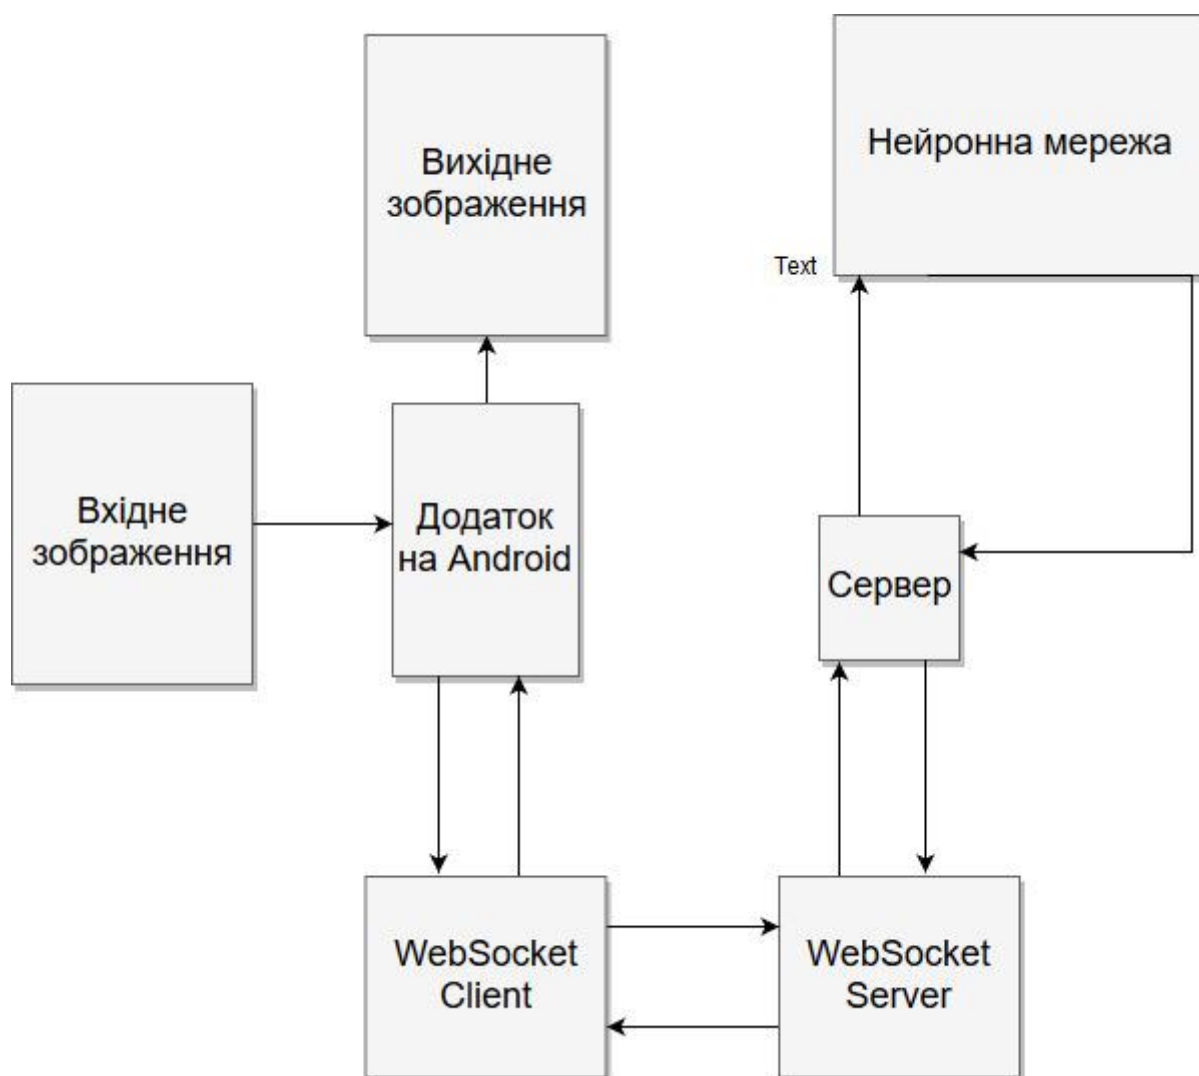 Вихідне
зображення
Нейронна мережа
Text
Вхідне
зображення
Додаток
на Android
Сервер
WebSocket
Client
WebSocket
Server